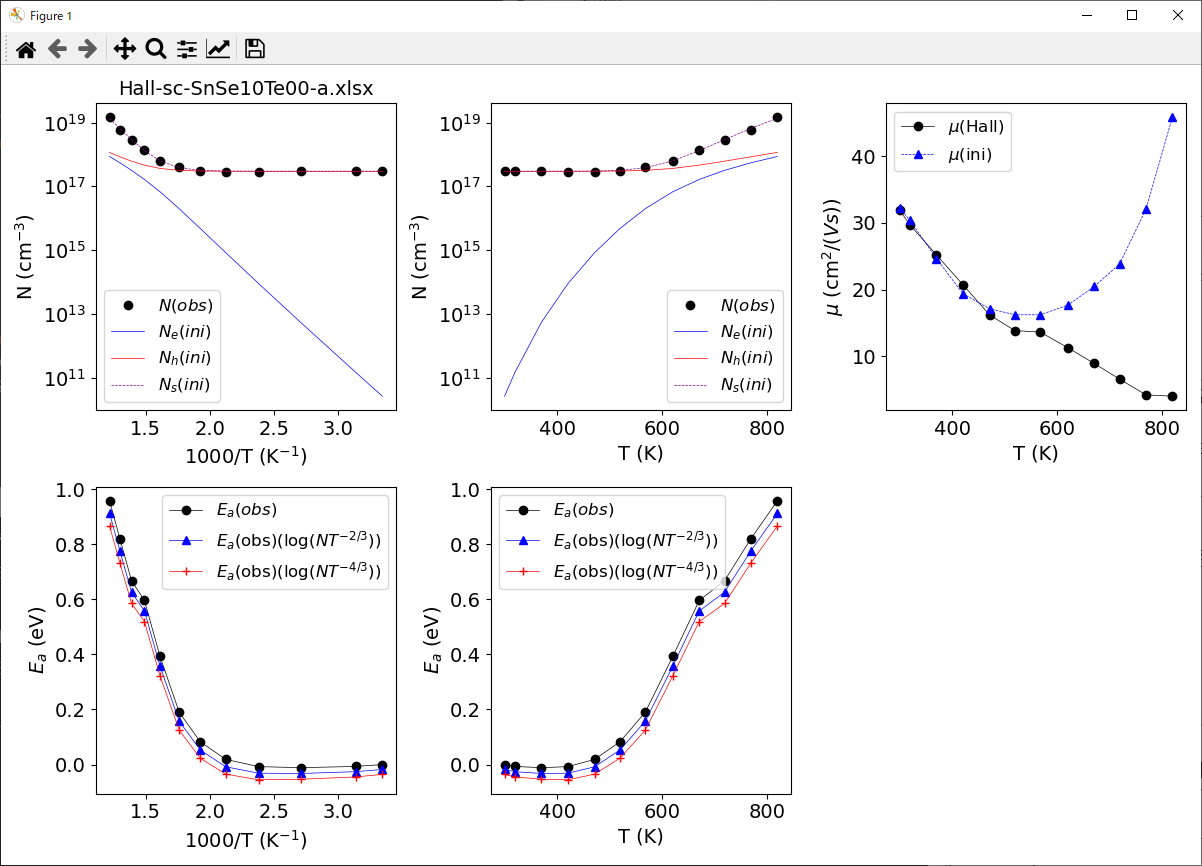 Figure 1
Hall-sc-SnSe10Te00-a.xlsx
10^19
10^17
10^15
10^13
10^11
N (cm^−3)
N(obs)
N_e(ini)
N_h(ini)
N_s(ini)
1.5 2.0 2.5 3.0
1000/T (K^−1)
10^19
10^17
10^15
10^13
10^11
N (cm^−3)
N(obs)
N_e(ini)
N_h(ini)
N_s(ini)
400 600 800
T (K)
40
30
20
10
μ (cm^2/(Vs))
μ(Hall)
μ(ini)
400 600 800
T (K)
1.0
0.8
0.6
0.4
0.2
0.0
E_a (eV)
E_a(obs)
E_a(obs)(log(NT^−2/3))
E_a(obs)(log(NT^−4/3))
1.5 2.0 2.5 3.0
1000/T (K^−1)
1.0
0.8
0.6
0.4
0.2
0.0
E_a (eV)
E_a(obs)
E_a(obs)(log(NT^−2/3))
E_a(obs)(log(NT^−4/3))
400 600 800
T (K)